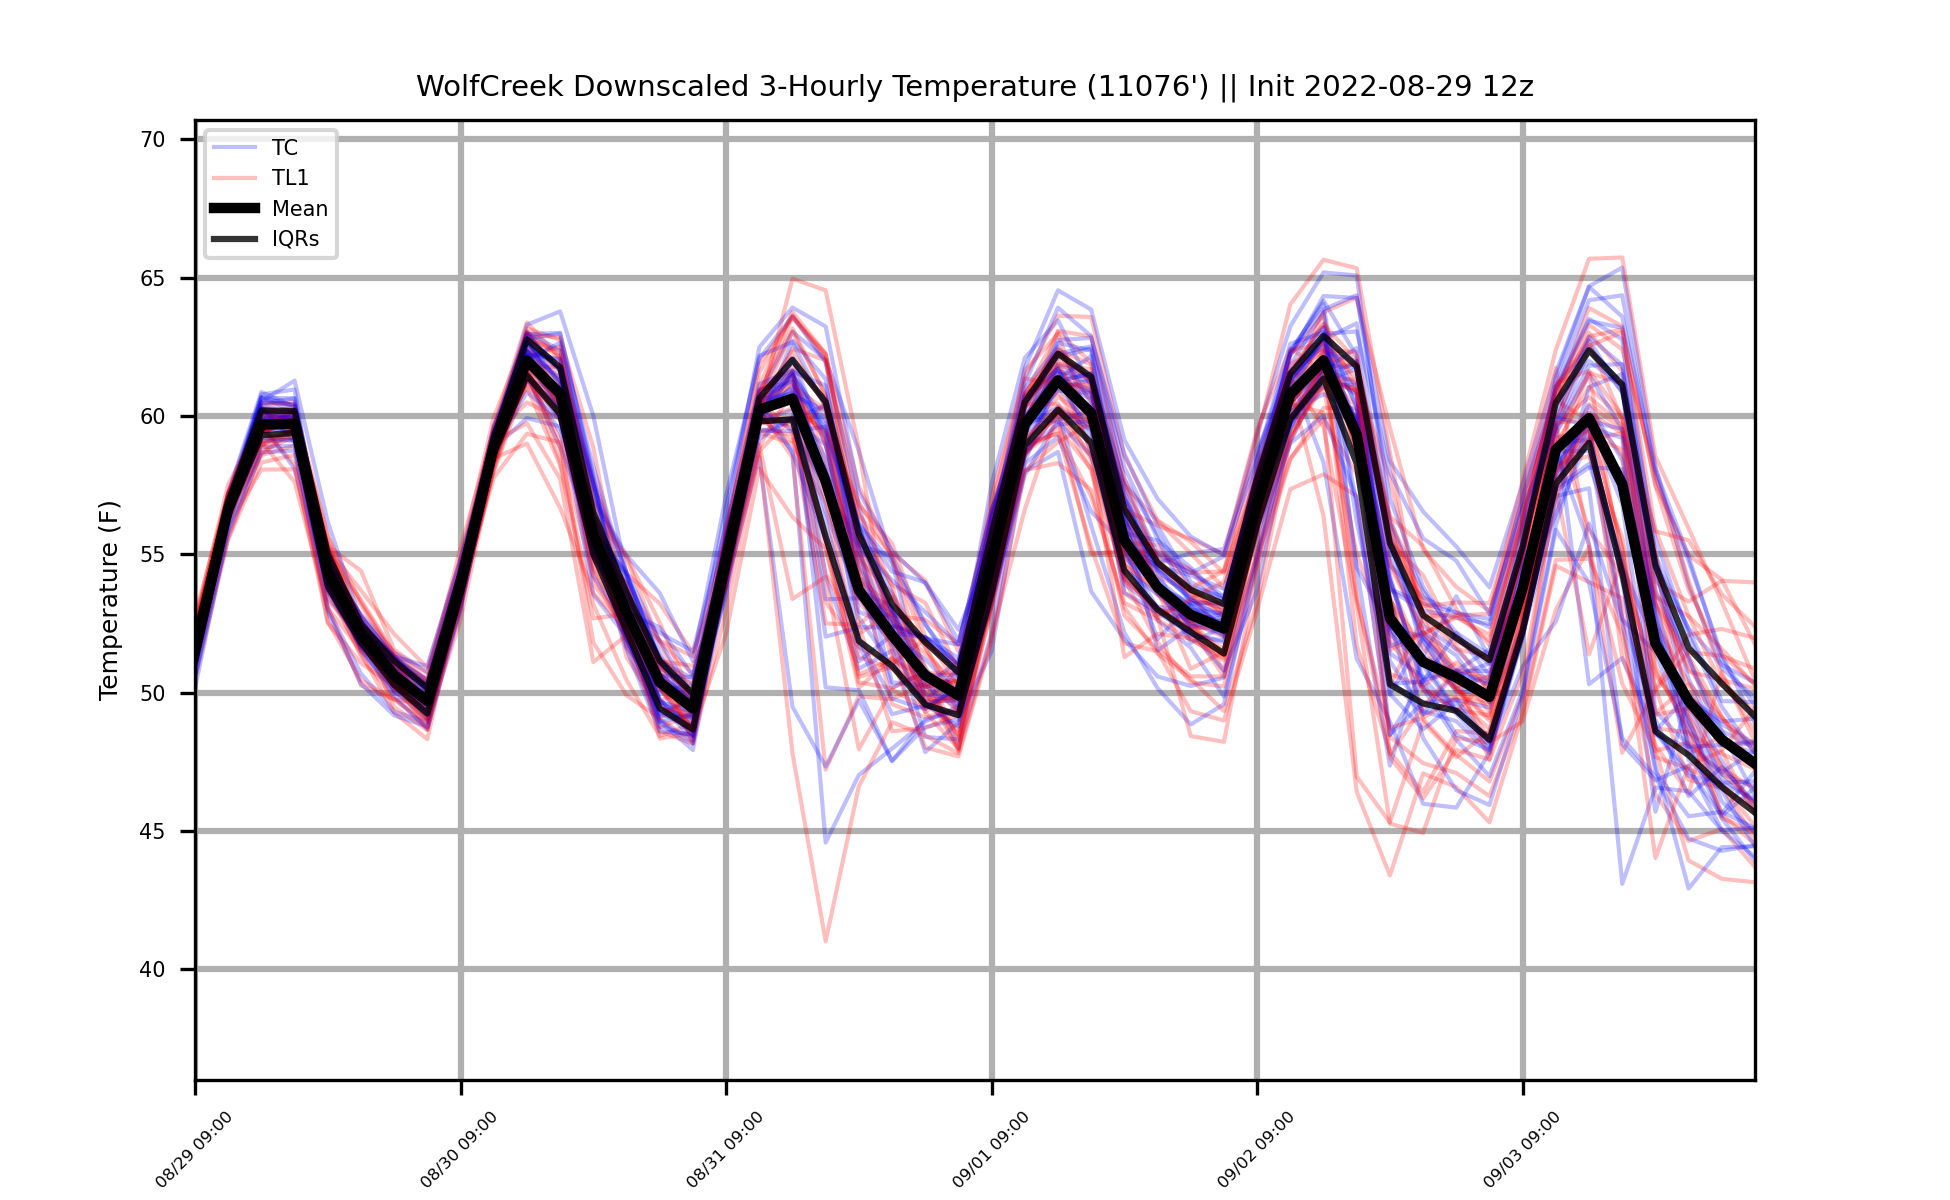 WolfCreek Downscaled 3-Hourly Temperature (11076') || Init 2022-08-29 12z
TC
TL1
Mean
IQRs
Temperature (F)
70
65
60
55
50
45
40
08/29 09:00
08/30 09:00
08/31 09:00
09/01 09:00
09/02 09:00
09/03 09:00